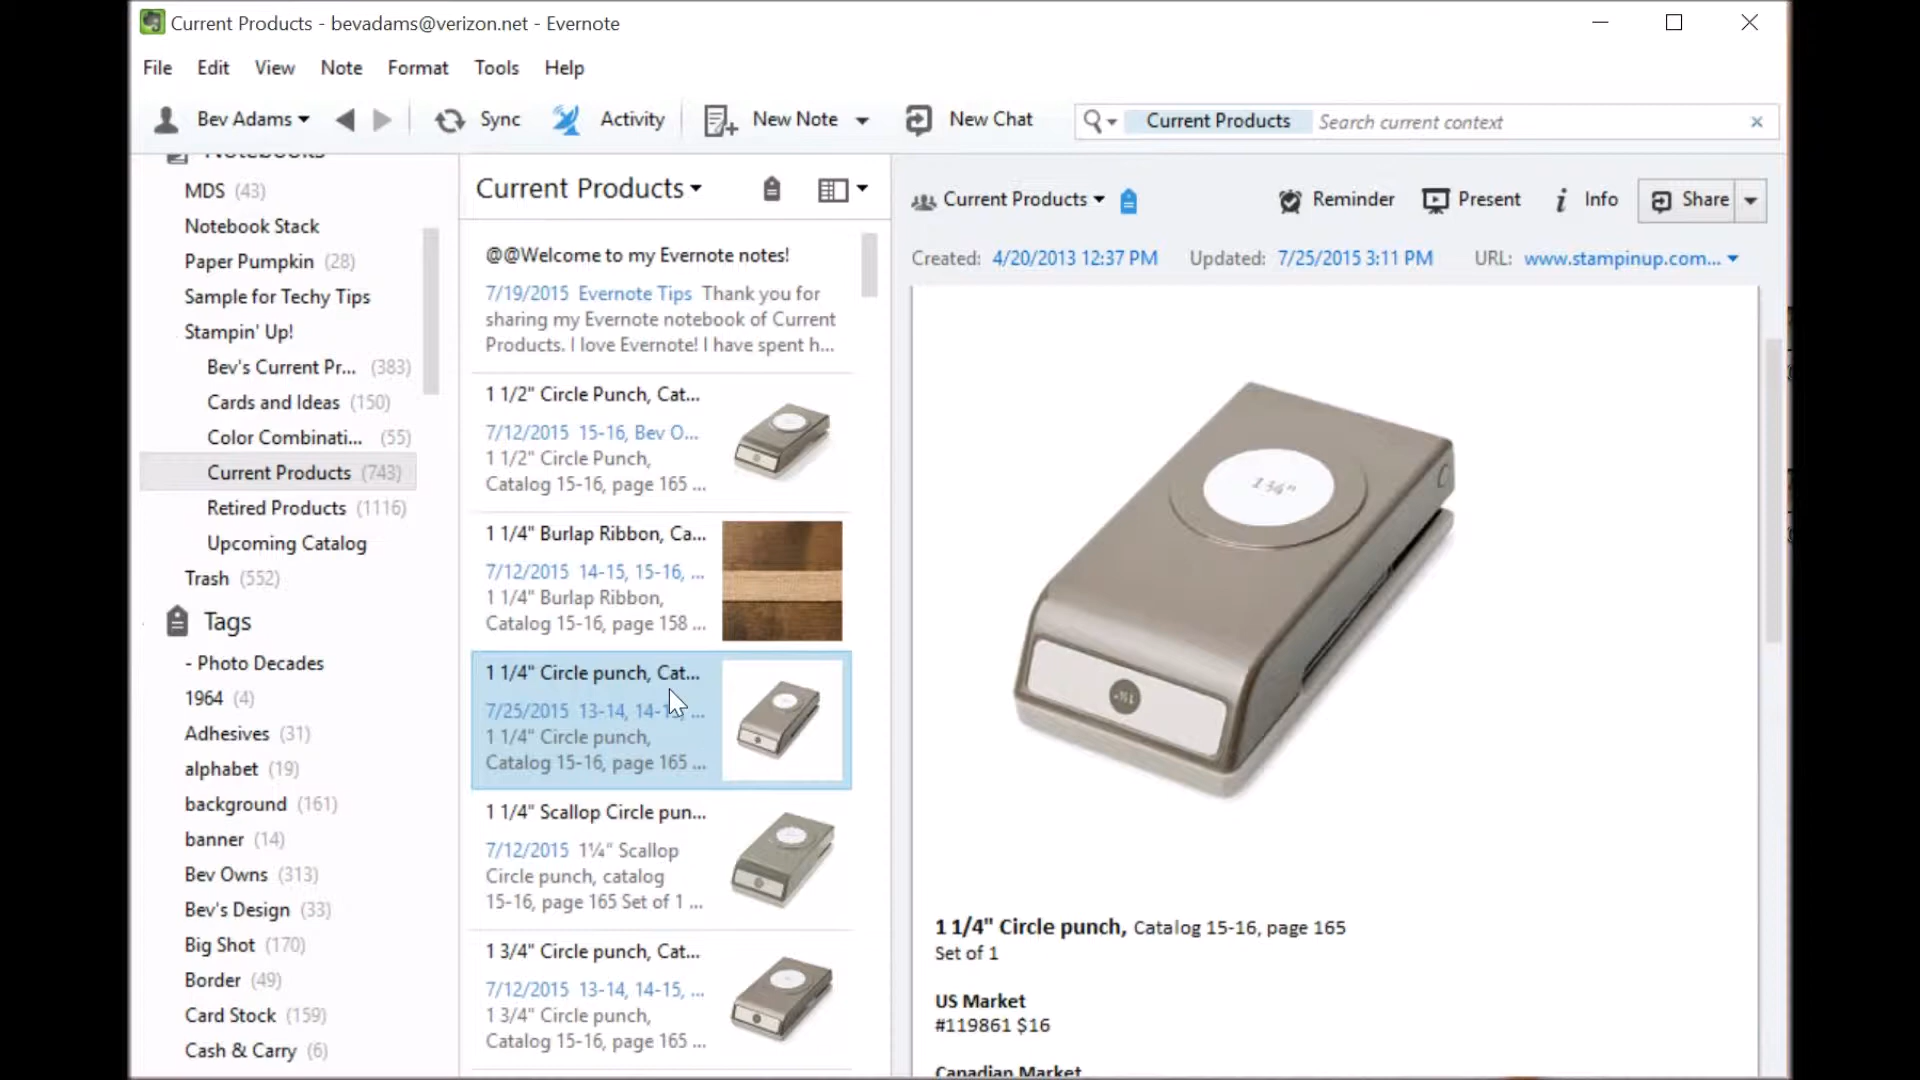 Current Products - bevadams@verizon.net - Evernote
File Edit View Note Format Tools Help
Bev Adams Sync Activity New Note New Chat Current Products Search current context
Notebooks
MDS (43)
Notebook Stack
Paper Pumpkin (28)
Sample for Techy Tips
Stampin' Up!
Bev's Current Pr... (383)
Cards and Ideas (150)
Color Combinati... (55)
Current Products (743)
Retired Products (1116)
Upcoming Catalog
Trash (552)
Tags
- Photo Decades
1964 (4)
Adhesives (31)
alphabet (19)
background (161)
banner (14)
Bev Owns (313)
Bev's Design (33)
Big Shot (170)
Border (49)
Card Stock (159)
Cash & Carry (6)
Current Products
@@Welcome to my Evernote notes!
7/19/2015 Evernote Tips Thank you for
sharing my Evernote notebook of Current
Products. I love Evernote! I have spent h...
1 1/2" Circle Punch, Cat...
7/12/2015 15-16, Bev O...
1 1/2" Circle Punch,
Catalog 15-16, page 165 ...
1 1/4" Burlap Ribbon, Ca...
7/12/2015 14-15, 15-16, ...
1 1/4" Burlap Ribbon,
Catalog 15-16, page 158 ...
1 1/4" Circle punch, Cat...
7/25/2015 13-14, 14-15, ...
1 1/4" Circle punch,
Catalog 15-16, page 165 ...
1 1/4" Scallop Circle pun...
7/12/2015 1¼" Scallop
Circle punch, catalog
15-16, page 165 Set of 1 ...
1 3/4" Circle punch, Cat...
7/12/2015 13-14, 14-15, ...
1 3/4" Circle punch,
Catalog 15-16, page 165 ...
Current Products Reminder Present Info Share
Created: 4/20/2013 12:37 PM Updated: 7/25/2015 3:11 PM URL: www.stampinup.com...
1 1/4" Circle punch, Catalog 15-16, page 165
Set of 1
US Market
#119861 $16
Canadian Market